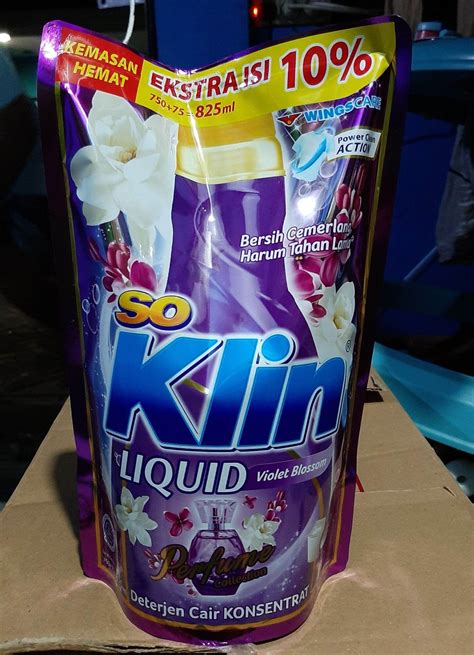 KEMASAN
HEMAT
EKSTRA ISI 10%
750+75 = 825ml
WINGSCARE
Power Clean
ACTION
Bersih Cemerlang
Harum Tahan Lama
SO
Klin
LIQUID
Violet Blossom
Perfume
Collection
Deterjen Cair KONSENTRAT